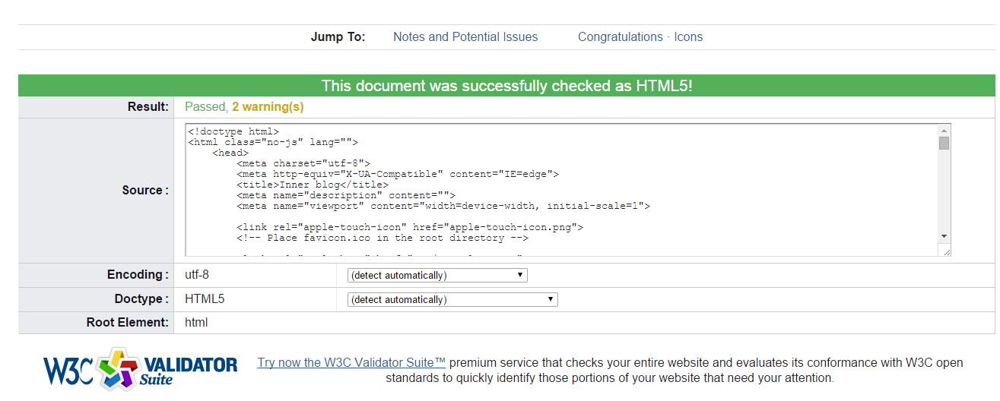 Jump To: Notes and Potential Issues Congratulations · Icons
This document was successfully checked as HTML5!
Result: Passed, 2 warning(s)
Source :
<!doctype html>
<html class="no-js" lang="">
<head>
<meta charset="utf-8">
<meta http-equiv="X-UA-Compatible" content="IE=edge">
<title>Inner blog</title>
<meta name="description" content="">
<meta name="viewport" content="width=device-width, initial-scale=1">
<link rel="apple-touch-icon" href="apple-touch-icon.png">
<!-- Place favicon.ico in the root directory -->
Encoding : utf-8 (detect automatically)
Doctype : HTML5 (detect automatically)
Root Element: html
W3C VALIDATOR Suite
Try now the W3C Validator Suite™ premium service that checks your entire website and evaluates its conformance with W3C open
standards to quickly identify those portions of your website that need your attention.